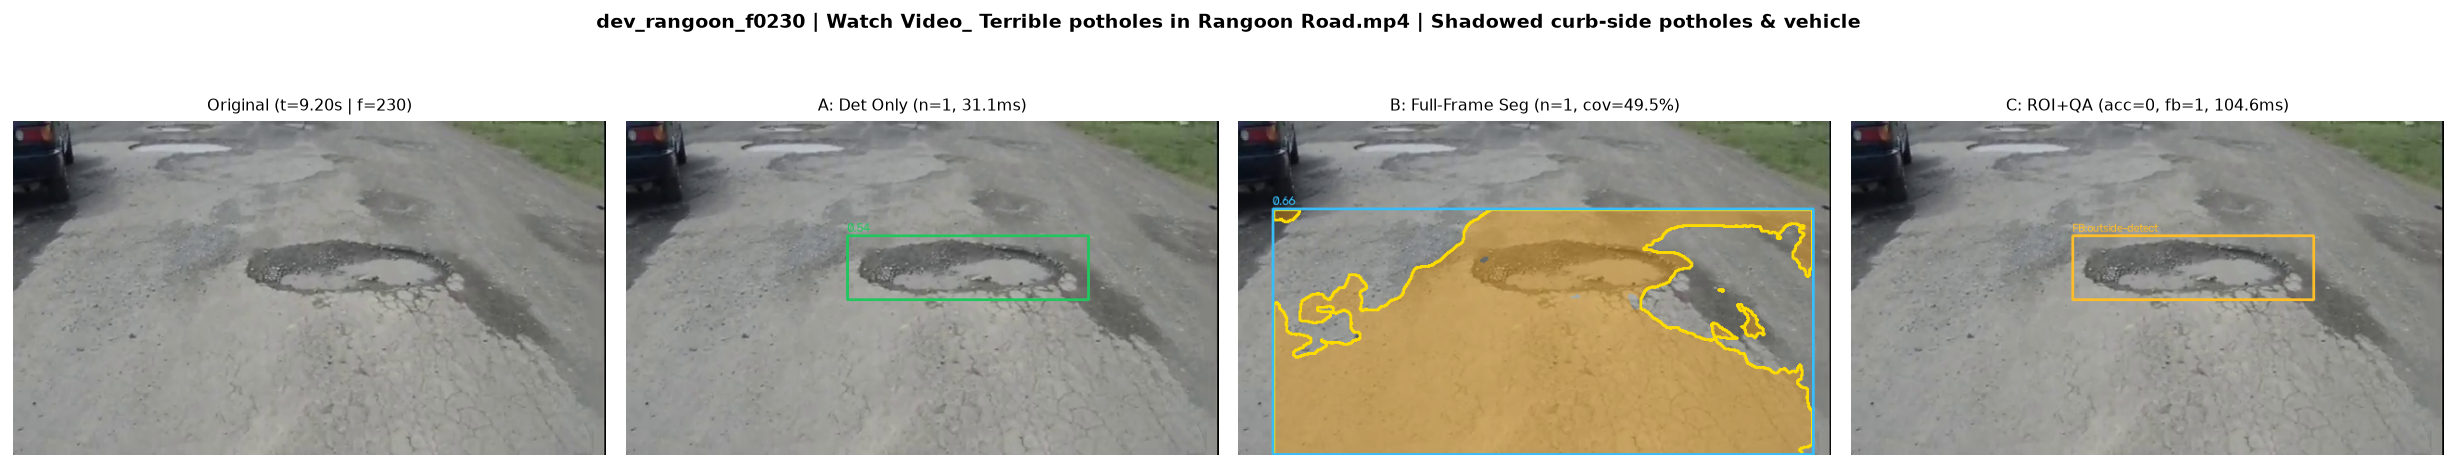 dev_rangoon_f0230 | Watch Video_ Terrible potholes in Rangoon Road.mp4 | Shadowed curb-side potholes & vehicle
Original (t=9.20s | f=230)
A: Det Only (n=1, 31.1ms)
B: Full-Frame Seg (n=1, cov=49.5%)
C: ROI+QA (acc=0, fb=1, 104.6ms)
0.66
FB:outside-detect